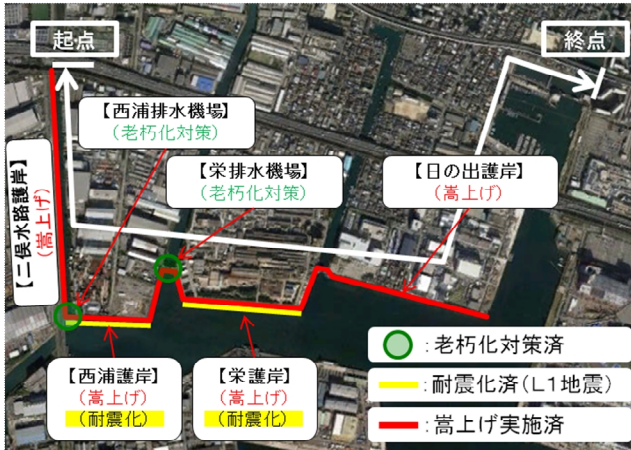 起点
終点
【西浦排水機場】
(老朽化対策)
【栄排水機場】
(老朽化対策)
【日の出護岸】
(嵩上げ)
【二俣水路護岸】
(嵩上げ)
【西浦護岸】
(嵩上げ)
(耐震化)
【栄護岸】
(嵩上げ)
(耐震化)
:老朽化対策済
:耐震化済(L1地震)
:嵩上げ実施済